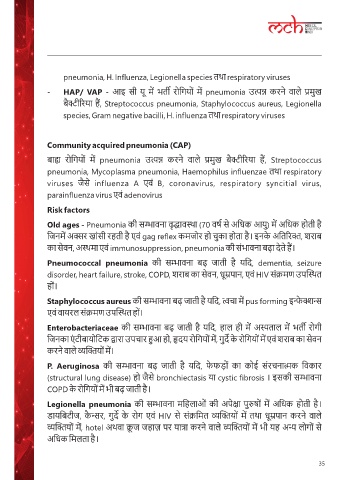 mch
pneumonia, H. Influenza, Legionella species तथा respiratory viruses
- HAP/ VAP - आइ सी यू में भर्ती रोगियों में pneumonia उत्पन्न करने वाले प्रमुख
बैक्टीरिया हैं, Streptococcus pneumonia, Staphylococcus aureus, Legionella
species, Gram negative bacilli, H. influenza तथा respiratory viruses
Community acquired pneumonia (CAP)
बाह्य रोगियों में pneumonia उत्पन्न करने वाले प्रमुख बैक्टीरिया हैं, Streptococcus
pneumonia, Mycoplasma pneumonia, Haemophilus influenzae तथा respiratory
viruses जैसे influenza A एवं B, coronavirus, respiratory syncitial virus,
parainfluenza virus एवं adenovirus
Risk factors
Old ages - Pneumonia की सम्भावना वृद्धावस्था (70 वर्ष से अधिक आयु) में अधिक होती है
जिनमें अक्सर खांसी रहती है एवं gag reflex कमजोर हो चुका होता है। इनके अतिरिक्त, शराब
का सेवन, अस्थमा एवं immunosuppression, pneumonia की संभावना बढ़ा देते हैं।
Pneumococcal pneumonia की सम्भावना बढ़ जाती है यदि, dementia, seizure
disorder, heart failure, stroke, COPD, शराब का सेवन, धूम्रपान, एवं HIV संक्रमण उपस्थित
हों।
Staphylococcus aureus की सम्भावना बढ़ जाती है यदि, त्वचा में pus forming इन्फेक्शन्स
एवं वायरल संक्रमण उपस्थित हों।
Enterobacteriaceae की सम्भावना बढ़ जाती है यदि, हाल ही में अस्पताल में भर्ती रोगी
जिनका एंटीबायोटिक द्वारा उपचार हुआ हो, हृदय रोगियों में, गुर्दे के रोगियों में एवं शराब का सेवन
करने वाले व्यक्तियों में।
P. Aeruginosa की सम्भावना बढ़ जाती है यदि, फेफड़ों का कोई संरचनात्मक विकार
(structural lung disease) हो जैसे bronchiectasis या cystic fibrosis । इसकी सम्भावना
COPD के रोगियों में भी बढ़ जाती है।
Legionella pneumonia की सम्भावना महिलाओं की अपेक्षा पुरुषों में अधिक होती है।
डायबिटीज, कैन्सर, गुर्दे के रोग एवं HIV से संक्रमित व्यक्तियों में तथा धूम्रपान करने वाले
व्यक्तियों में, hotel अथवा क्रूज जहाज़ पर यात्रा करने वाले व्यक्तियों में भी यह अन्य लोगों से
अधिक मिलता है।
35